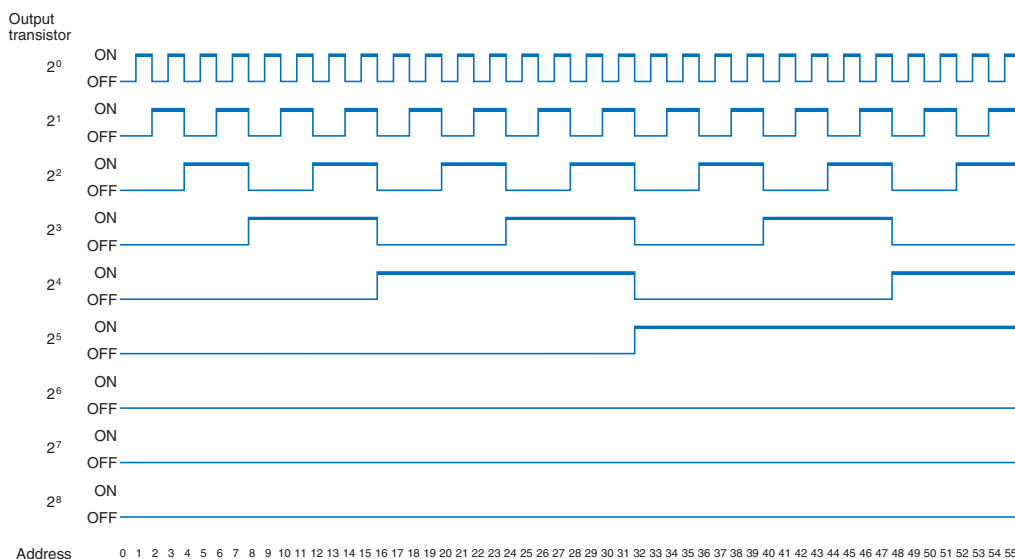 Output
transistor
ON
2⁰
OFF
ON
2¹
OFF
ON
2²
OFF
ON
2³
OFF
ON
2⁴
OFF
ON
2⁵
OFF
ON
2⁶
OFF
ON
2⁷
OFF
ON
2⁸
OFF
Address 0 1 2 3 4 5 6 7 8 9 10 11 12 13 14 15 16 17 18 19 20 21 22 23 24 25 26 27 28 29 30 31 32 33 34 35 36 37 38 39 40 41 42 43 44 45 46 47 48 49 50 51 52 53 54 55